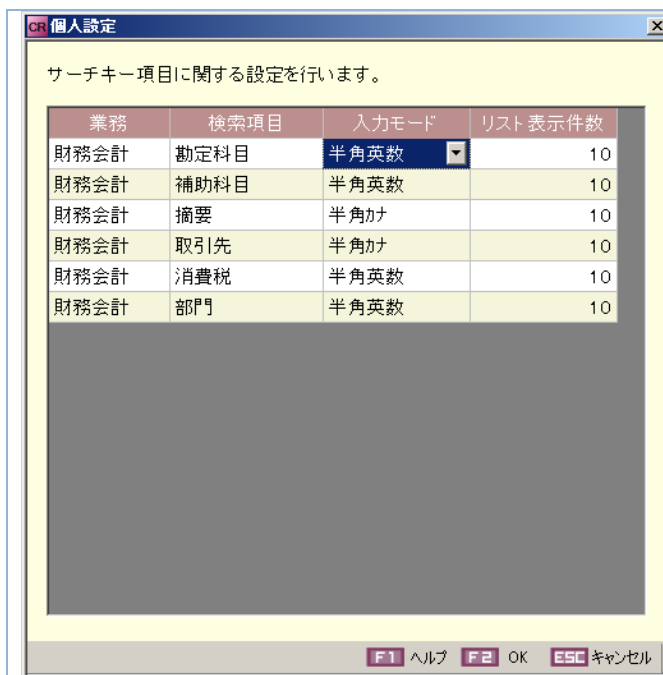 CR 個人設定
サーチキー項目に関する設定を行います。
業務 検索項目 入力モード リスト表示件数
財務会計 勘定科目 半角英数 10
財務会計 補助科目 半角英数 10
財務会計 摘要 半角ｶﾅ 10
財務会計 取引先 半角ｶﾅ 10
財務会計 消費税 半角英数 10
財務会計 部門 半角英数 10
F1 ヘルプ F2 OK ESC キャンセル